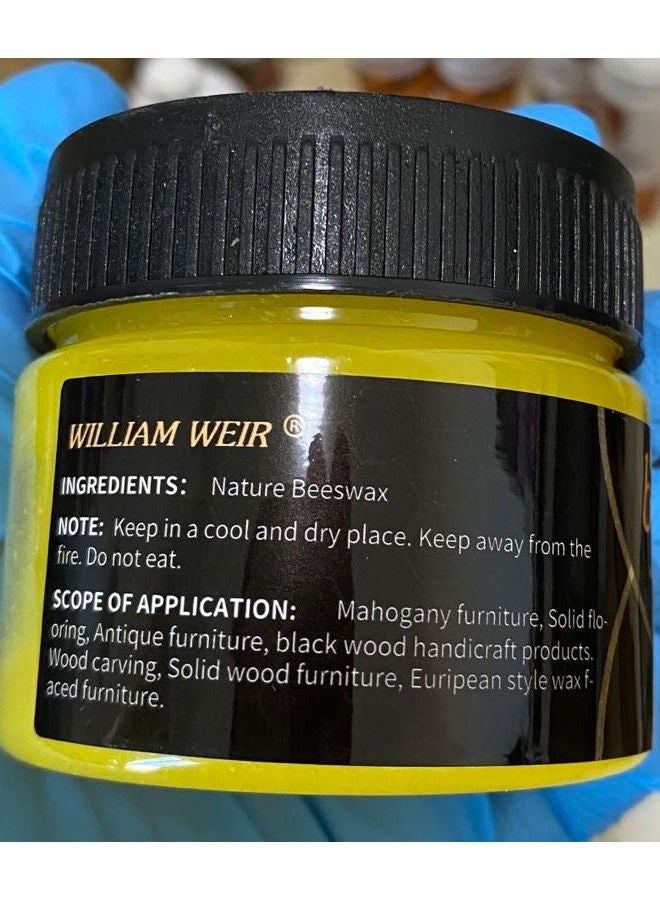 WILLIAM WEIR ®
INGREDIENTS: Nature Beeswax
NOTE: Keep in a cool and dry place. Keep away from the
fire. Do not eat.
SCOPE OF APPLICATION: Mahogany furniture, Solid flo-
oring, Antique furniture, black wood handicraft products.
Wood carving, Solid wood furniture, Euripean style wax f-
aced furniture.